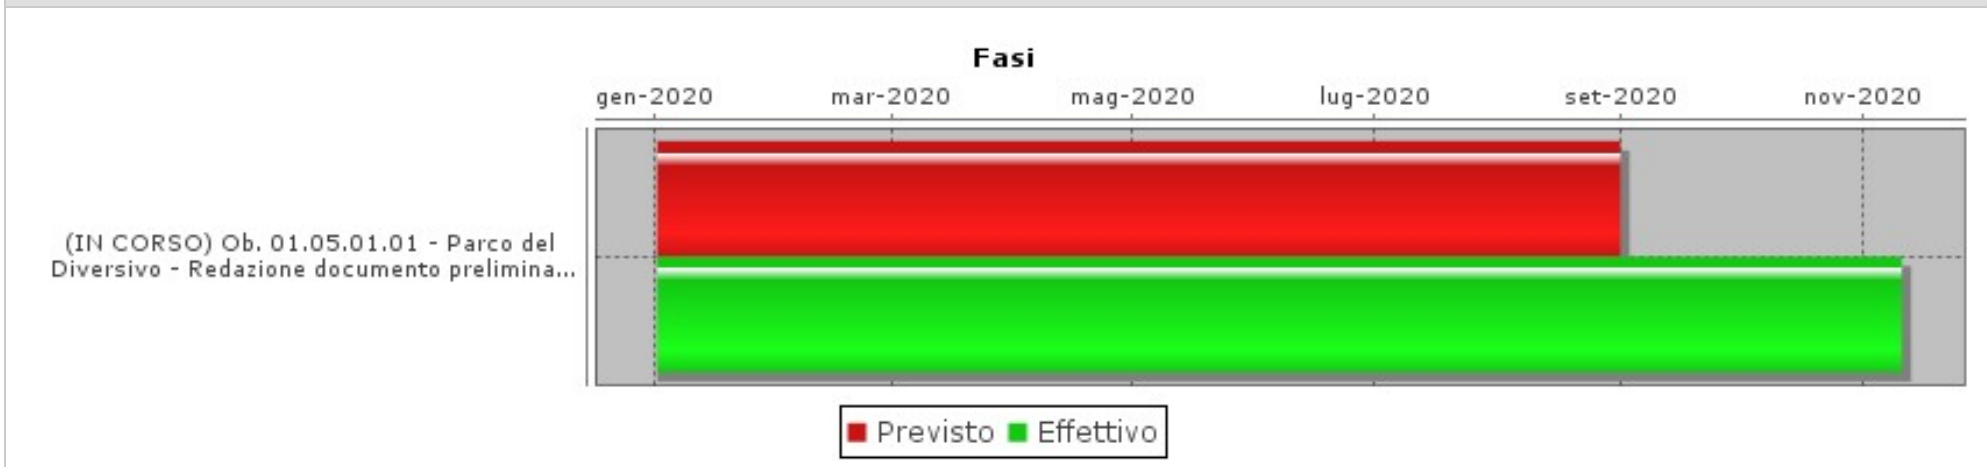 Fasi
gen-2020 mar-2020 mag-2020 lug-2020 set-2020 nov-2020
(IN CORSO) Ob. 01.05.01.01 - Parco del
Diversivo - Redazione documento prelimina...
Previsto Effettivo